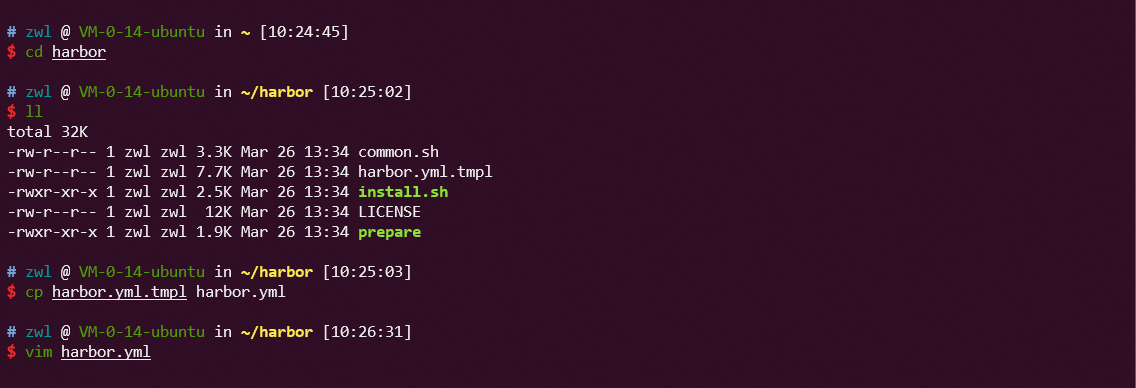 # zwl @ VM-0-14-ubuntu in ~ [10:24:45]
$ cd harbor
# zwl @ VM-0-14-ubuntu in ~/harbor [10:25:02]
$ ll
total 32K
-rw-r--r-- 1 zwl zwl 3.3K Mar 26 13:34 common.sh
-rw-r--r-- 1 zwl zwl 7.7K Mar 26 13:34 harbor.yml.tmpl
-rwxr-xr-x 1 zwl zwl 2.5K Mar 26 13:34 install.sh
-rw-r--r-- 1 zwl zwl  12K Mar 26 13:34 LICENSE
-rwxr-xr-x 1 zwl zwl 1.9K Mar 26 13:34 prepare
# zwl @ VM-0-14-ubuntu in ~/harbor [10:25:03]
$ cp harbor.yml.tmpl harbor.yml
# zwl @ VM-0-14-ubuntu in ~/harbor [10:26:31]
$ vim harbor.yml